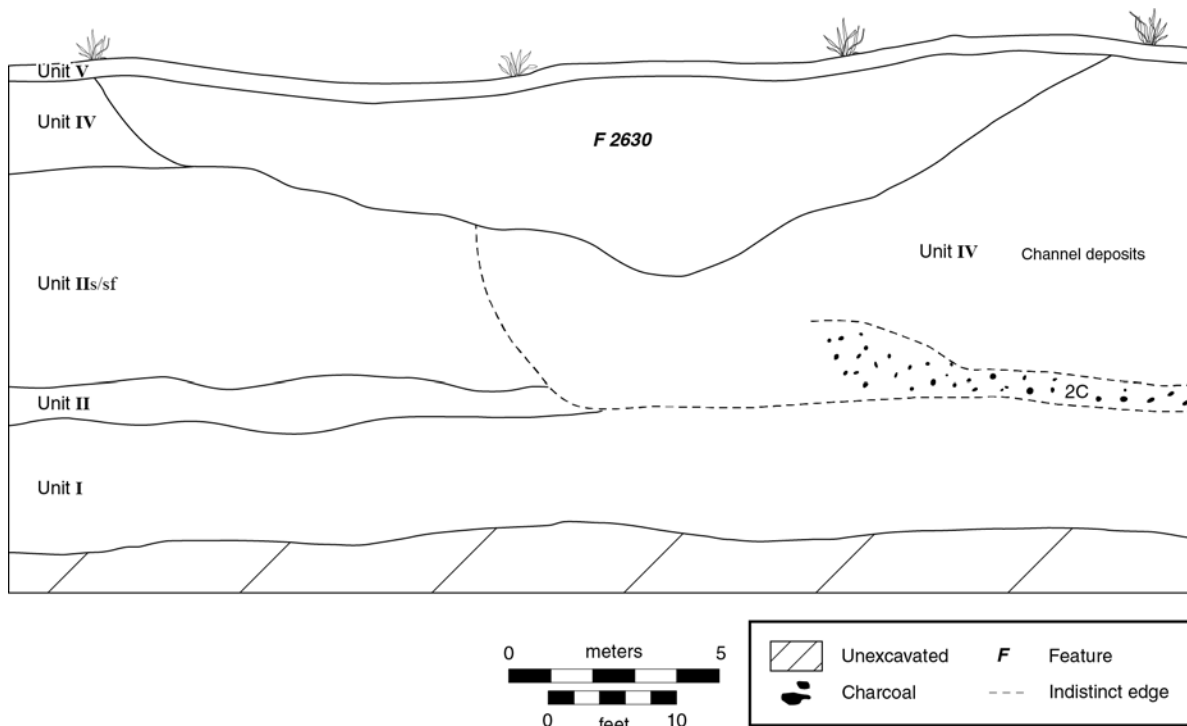 Unit V
Unit IV
F 2630
Unit IV Channel deposits
Unit IIs/sf
2C
Unit II
Unit I
0 meters 5
0 feet 10
Unexcavated
F Feature
Charcoal
Indistinct edge